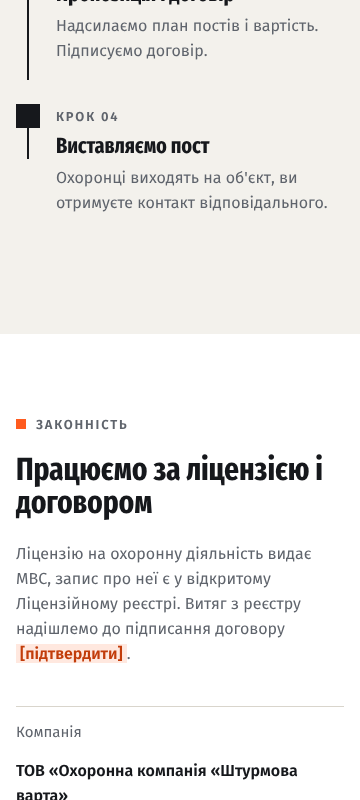 Надсилаємо план постів і вартість.
Підписуємо договір.
КРОК 04
Виставляємо пост
Охоронці виходять на об'єкт, ви
отримуєте контакт відповідального.
ЗАКОННІСТЬ
Працюємо за ліцензією і
договором
Ліцензію на охоронну діяльність видає
МВС, запис про неї є у відкритому
Ліцензійному реєстрі. Витяг з реєстру
надішлемо до підписання договору
[підтвердити].
Компанія
ТОВ «Охоронна компанія «Штурмова
варта»